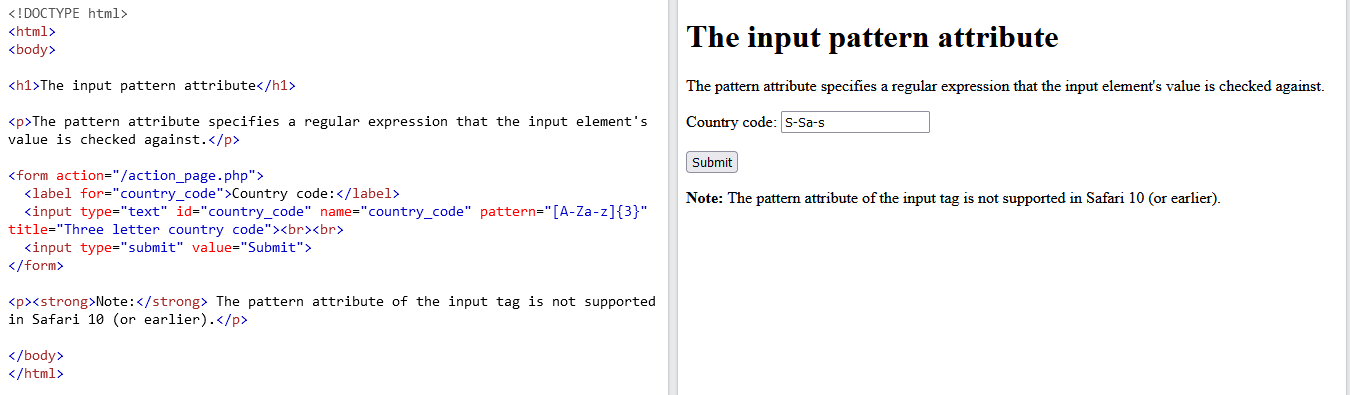 <!DOCTYPE html>
<html>
<body>
<h1>The input pattern attribute</h1>
<p>The pattern attribute specifies a regular expression that the input element's
value is checked against.</p>
<form action="/action_page.php">
<label for="country_code">Country code:</label>
<input type="text" id="country_code" name="country_code" pattern="[A-Za-z]{3}"
title="Three letter country code"><br><br>
<input type="submit" value="Submit">
</form>
<p><strong>Note:</strong> The pattern attribute of the input tag is not supported
in Safari 10 (or earlier).</p>
</body>
</html>
The input pattern attribute
The pattern attribute specifies a regular expression that the input element's value is checked against.
Country code: S-Sa-s
Submit
Note: The pattern attribute of the input tag is not supported in Safari 10 (or earlier).